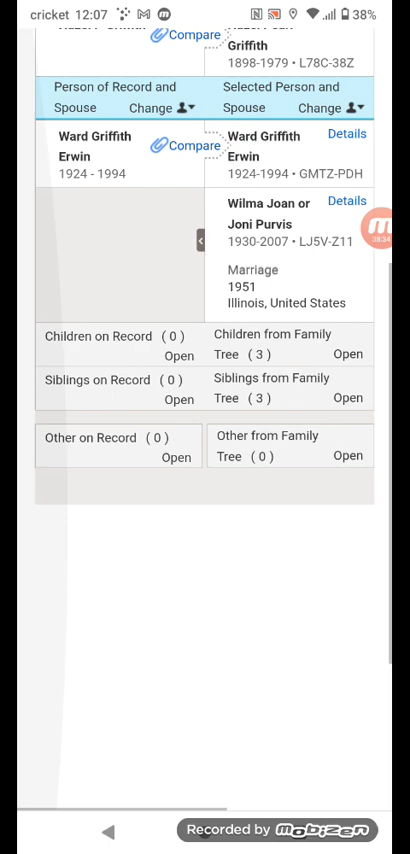 cricket 12:07 38%
Compare
Griffith
1898-1979 • L78C-38Z
Person of Record and Selected Person and
Spouse Change Spouse Change
Ward Griffith Ward Griffith Details
Erwin Compare Erwin
1924 - 1994 1924-1994 • GMTZ-PDH
Wilma Joan or Details
Joni Purvis
1930-2007 • LJ5V-Z11
38:34
Marriage
1951
Illinois, United States
Children on Record ( 0 ) Children from Family
Open Tree ( 3 ) Open
Siblings on Record ( 0 ) Siblings from Family
Open Tree ( 3 ) Open
Other on Record ( 0 ) Other from Family
Open Tree ( 0 ) Open
Recorded by mobizen